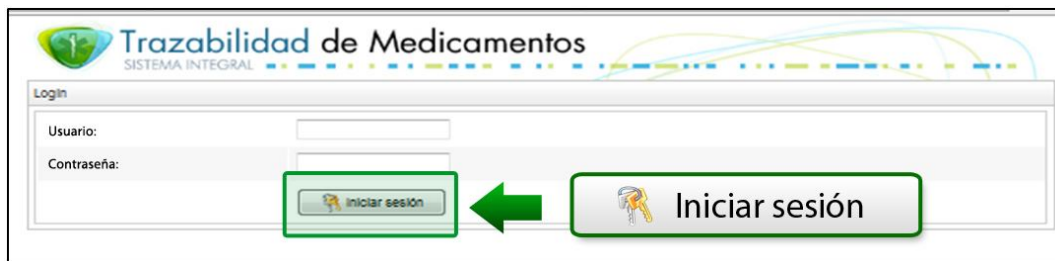 Trazabilidad de Medicamentos
SISTEMA INTEGRAL
Login
Usuario:
Contraseña:
Iniciar sesión
Iniciar sesión